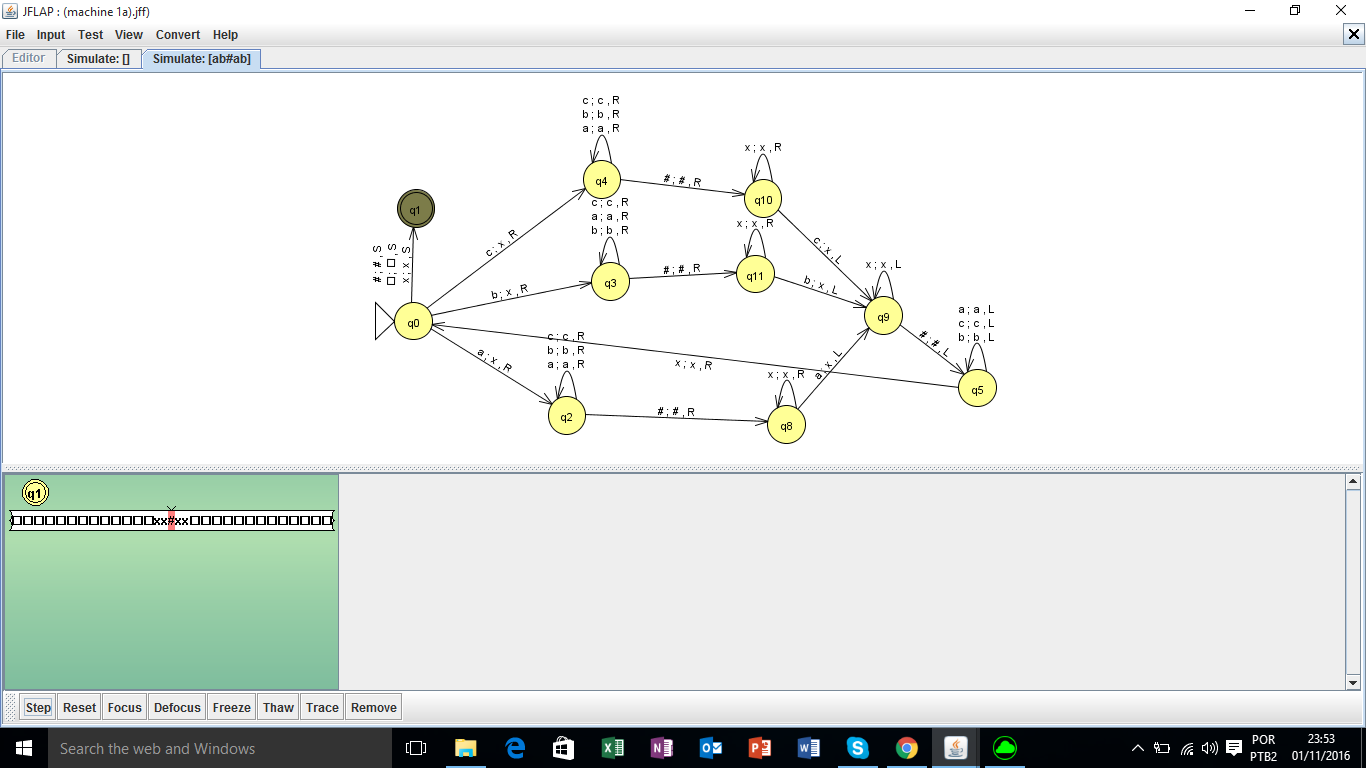 JFLAP : (machine 1a).jff)
File Input Test View Convert Help
Editor Simulate: [] Simulate: [ab#ab]
c ; c , R
b ; b , R
a ; a , R
q4
#; #, R
x ; x , R
q10
c ; x , L
q1
#; #, S
□; □, S
x ; x , S
c ; x , R
c ; c , R
a ; a , R
b ; b , R
q3
#; #, R
x ; x , R
q11
b ; x , L
b ; x , R
q0
x ; x , L
q9
#; #, L
a ; a , L
c ; c , L
b ; b , L
q5
x ; x , R
a ; x , R
c ; c , R
b ; b , R
a ; a , R
q2
#; #, R
x ; x , R
q8
a ; x , L
q1
□□□□□□□□□□□□□xx#xx□□□□□□□□□□□□□
Step Reset Focus Defocus Freeze Thaw Trace Remove
Search the web and Windows
POR 23:53
PTB2 01/11/2016